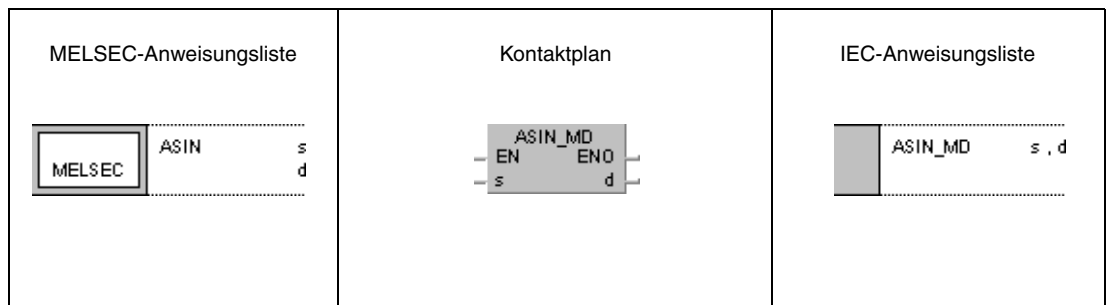 MELSEC-Anweisungsliste
MELSEC
ASIN s
d
Kontaktplan
ASIN_MD
EN ENO
s d
IEC-Anweisungsliste
ASIN_MD s , d